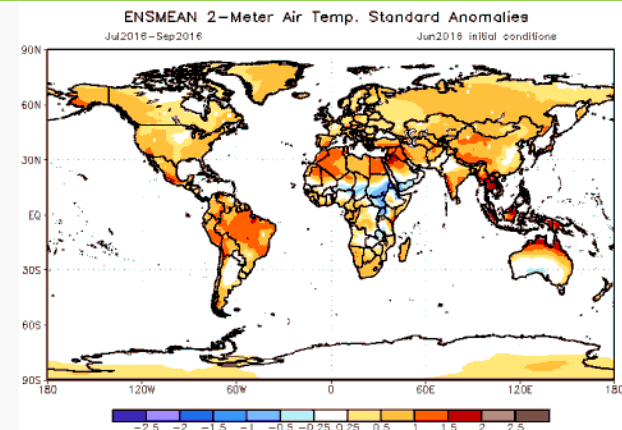 ENSMEAN 2-Meter Air Temp. Standard Anomalies
Jul2016-Sep2016 Jun2016 initial conditions
90N
60N
30N
EQ
30S
60S
90S
180 120W 60W 0 60E 120E 180
-2.5 -2 -1.5 -1 -0.5 -0.25 0.25 0.5 1 1.5 2 2.5